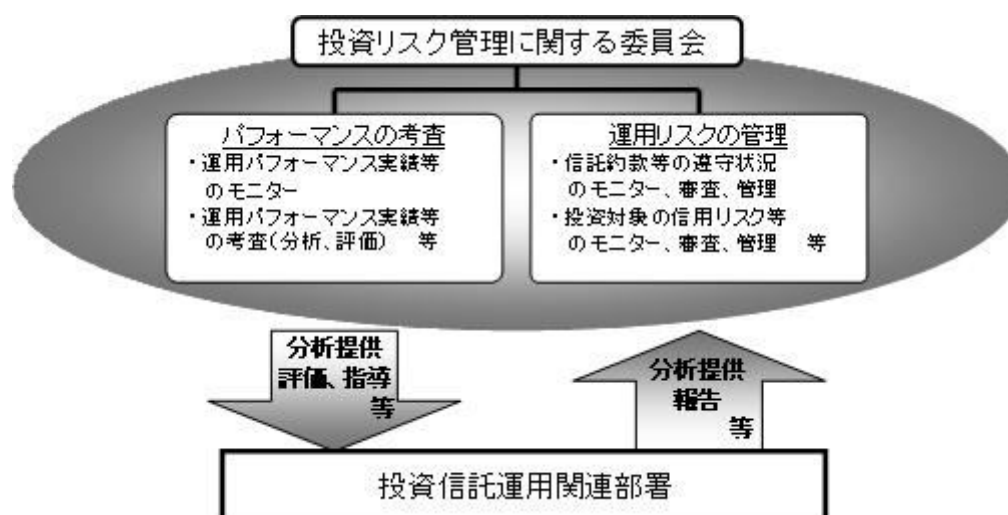 投資リスク管理に関する委員会
パフォーマンスの考査
・運用パフォーマンス実績等
のモニター
・運用パフォーマンス実績等
の考査(分析、評価) 等
運用リスクの管理
・信託約款等の遵守状況
のモニター、審査、管理
・投資対象の信用リスク等
のモニター、審査、管理 等
分析提供
評価、指導
等
分析提供
報告
等
投資信託運用関連部署